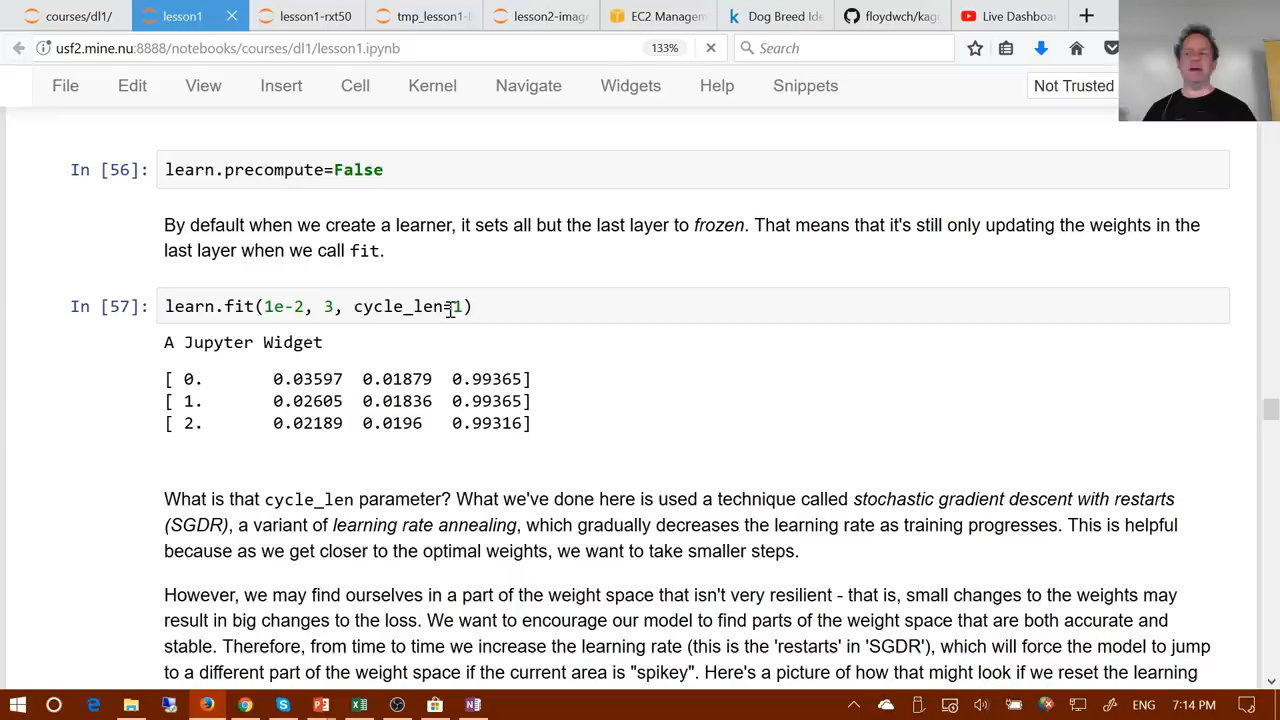 courses/dl1/
lesson1
lesson1-rxt50
tmp_lesson1-
lesson2-imag
EC2 Managem
Dog Breed Ide
floydwch/kag
Live Dashboa
usf2.mine.nu:8888/notebooks/courses/dl1/lesson1.ipynb
133%
Search
File Edit View Insert Cell Kernel Navigate Widgets Help Snippets Not Trusted
In [56]: learn.precompute=False
By default when we create a learner, it sets all but the last layer to frozen. That means that it's still only updating the weights in the
last layer when we call fit.
In [57]: learn.fit(1e-2, 3, cycle_len=1)
A Jupyter Widget
[ 0. 0.03597 0.01879 0.99365]
[ 1. 0.02605 0.01836 0.99365]
[ 2. 0.02189 0.0196 0.99316]
What is that cycle_len parameter? What we've done here is used a technique called stochastic gradient descent with restarts
(SGDR), a variant of learning rate annealing, which gradually decreases the learning rate as training progresses. This is helpful
because as we get closer to the optimal weights, we want to take smaller steps.
However, we may find ourselves in a part of the weight space that isn't very resilient - that is, small changes to the weights may
result in big changes to the loss. We want to encourage our model to find parts of the weight space that are both accurate and
stable. Therefore, from time to time we increase the learning rate (this is the 'restarts' in 'SGDR'), which will force the model to jump
to a different part of the weight space if the current area is "spikey". Here's a picture of how that might look if we reset the learning
ENG 7:14 PM